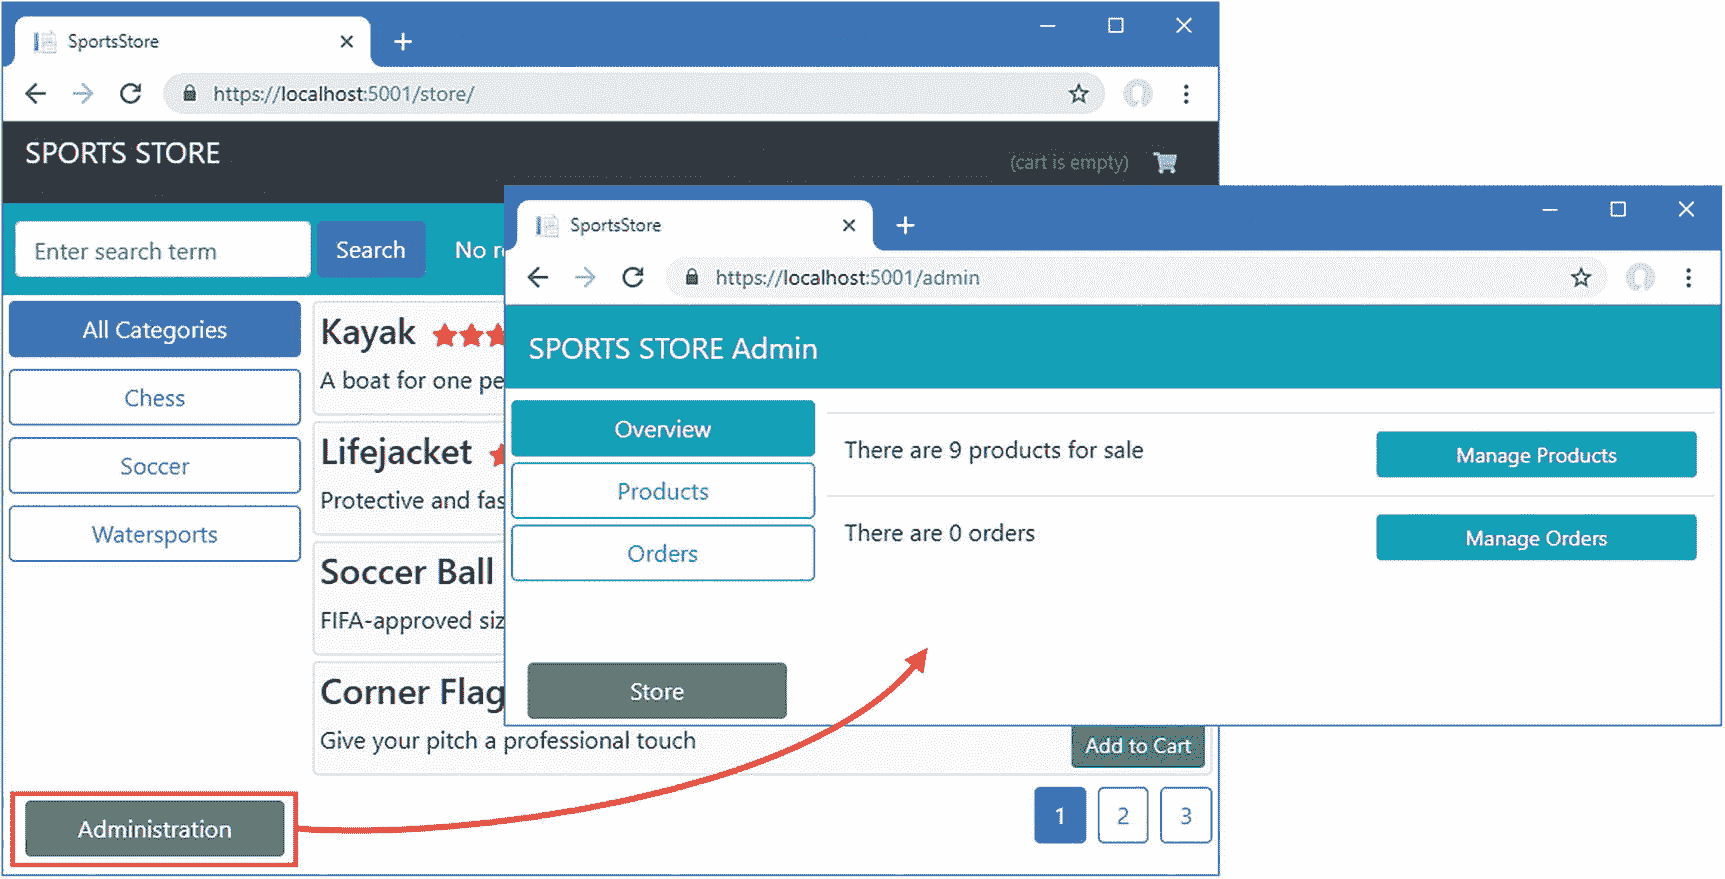 SportsStore
https://localhost:5001/store/
SPORTS STORE
(cart is empty)
Enter search term
Search
No
All Categories
Chess
Soccer
Watersports
Kayak
A boat for one
Lifejacket
Protective and
Soccer Ball
FIFA-approved
Corner Flag
Give your pitch a professional touch
Add to Cart
Administration
1 2 3
SportsStore
https://localhost:5001/admin
SPORTS STORE Admin
Overview
Products
Orders
Store
There are 9 products for sale
Manage Products
There are 0 orders
Manage Orders